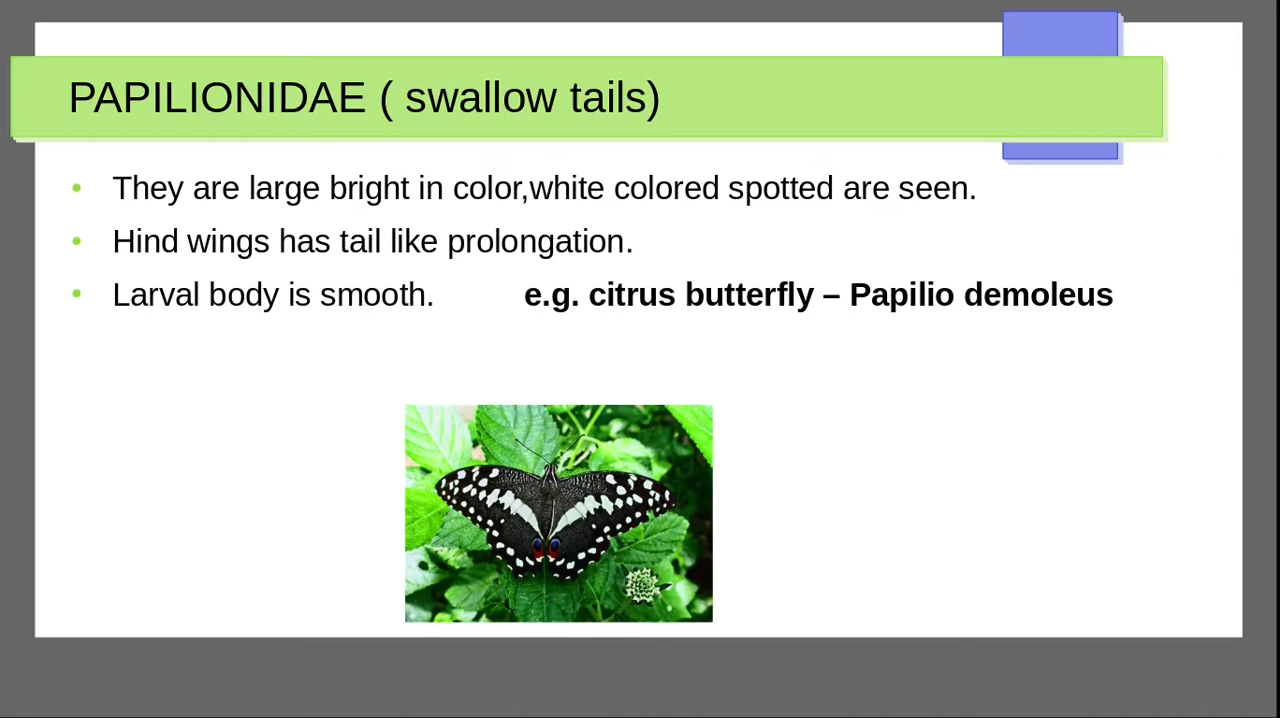 PAPILIONIDAE ( swallow tails)
They are large bright in color,white colored spotted are seen.
Hind wings has tail like prolongation.
Larval body is smooth. e.g. citrus butterfly – Papilio demoleus